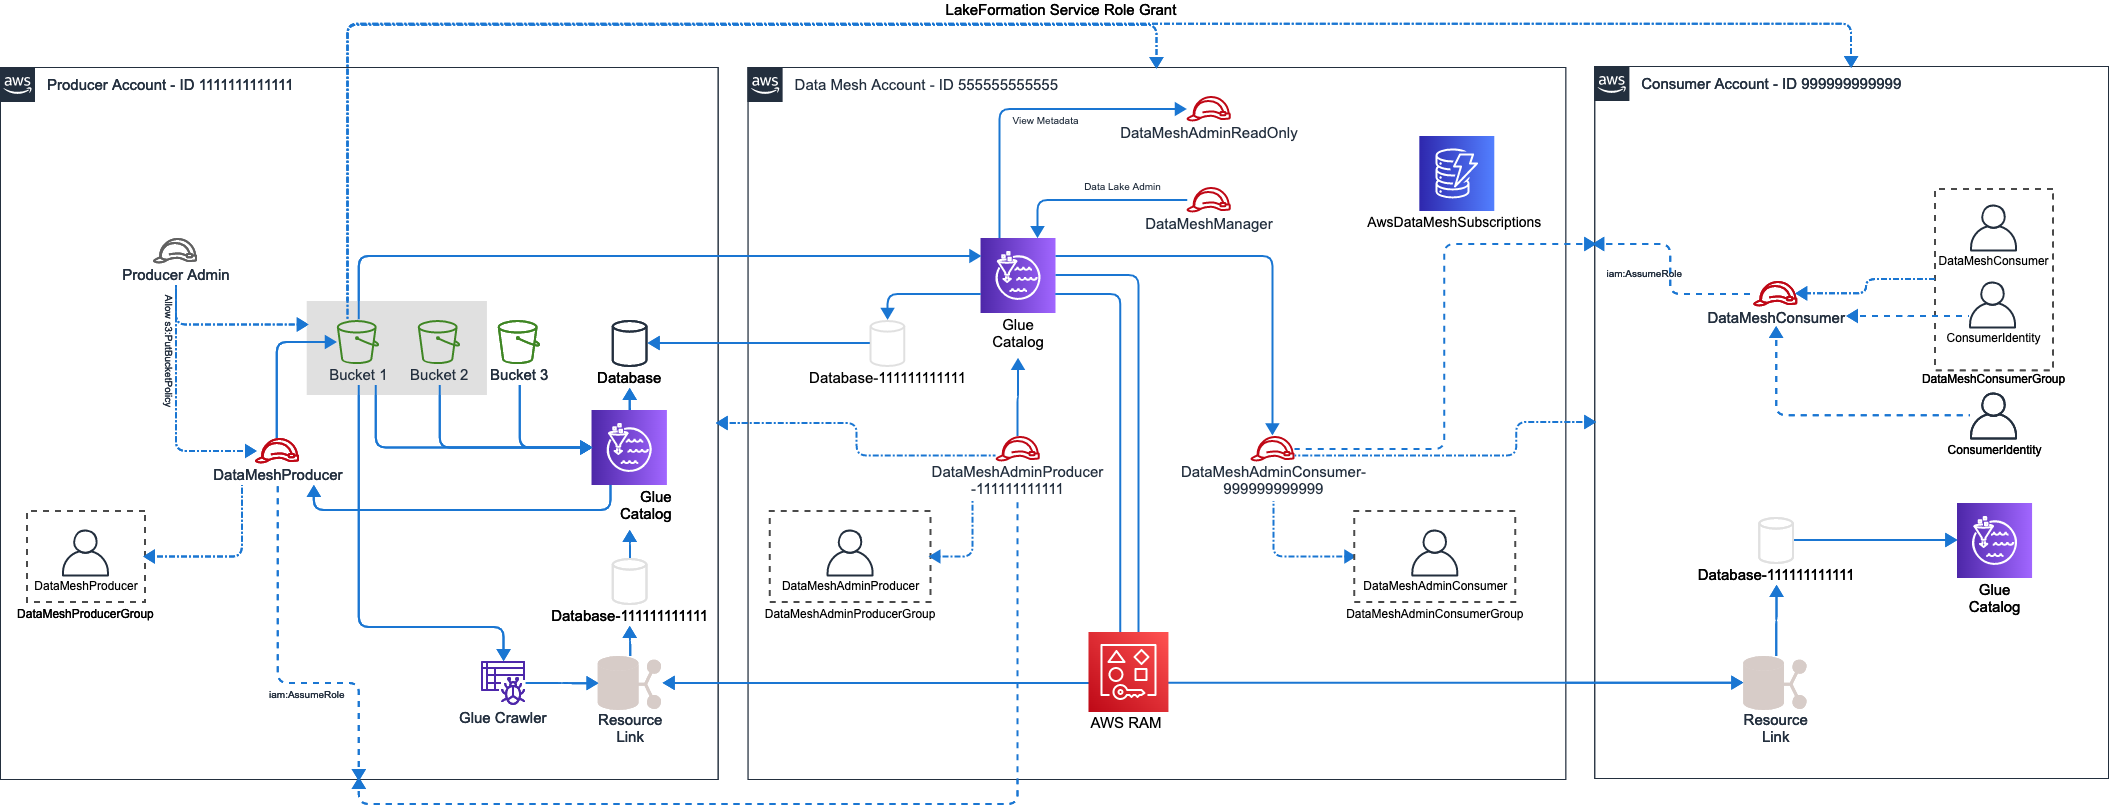 LakeFormation Service Role Grant
aws
Producer Account - ID 1111111111111
Producer Admin
Allow s3:PutBucketPolicy
Bucket 1
Bucket 2
Bucket 3
Database
Glue
Catalog
DataMeshProducer
DataMeshProducer
DataMeshProducerGroup
Database-111111111111
iam:AssumeRole
Glue Crawler
Resource
Link
aws
Data Mesh Account - ID 555555555555
View Metadata
DataMeshAdminReadOnly
Data Lake Admin
DataMeshManager
AwsDataMeshSubscriptions
Glue
Catalog
Database-111111111111
DataMeshAdminProducer
-111111111111
DataMeshAdminConsumer-
999999999999
DataMeshAdminProducer
DataMeshAdminProducerGroup
DataMeshAdminConsumer
DataMeshAdminConsumerGroup
AWS RAM
aws
Consumer Account - ID 999999999999
iam:AssumeRole
DataMeshConsumer
DataMeshConsumer
ConsumerIdentity
DataMeshConsumerGroup
ConsumerIdentity
Database-111111111111
Glue
Catalog
Resource
Link